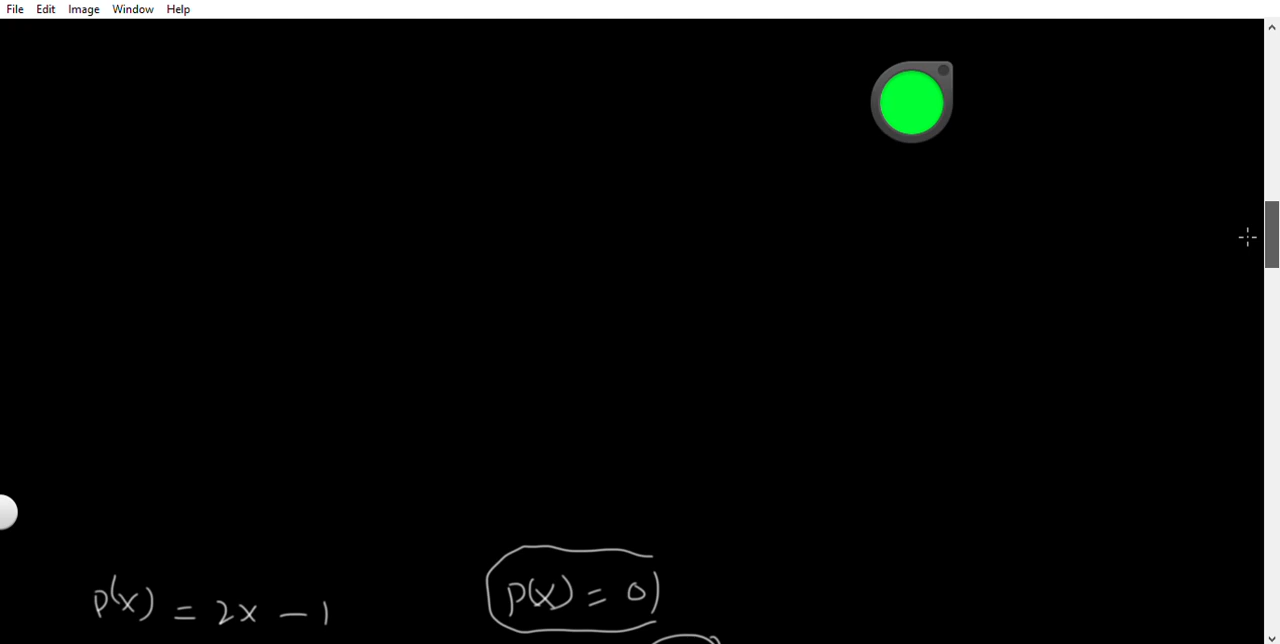 File Edit Image Window Help
p(x) = 2x - 1
p(x) = 0